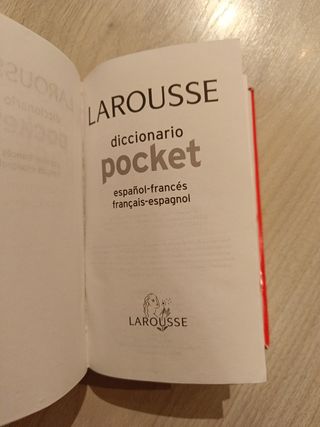 LAROUSSE
diccionario
pocket
español-francés
français-espagnol
LAROUSSE